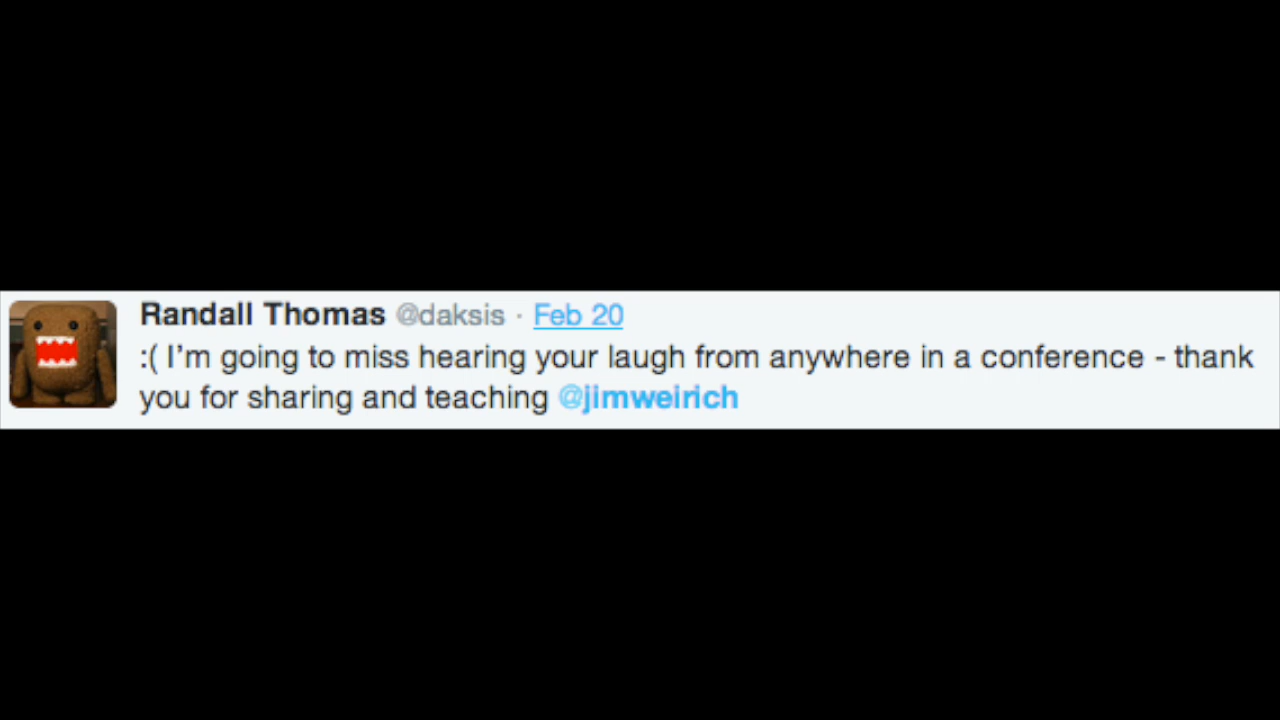 Randall Thomas @daksis · Feb 20
:( I'm going to miss hearing your laugh from anywhere in a conference - thank
you for sharing and teaching @jimweirich